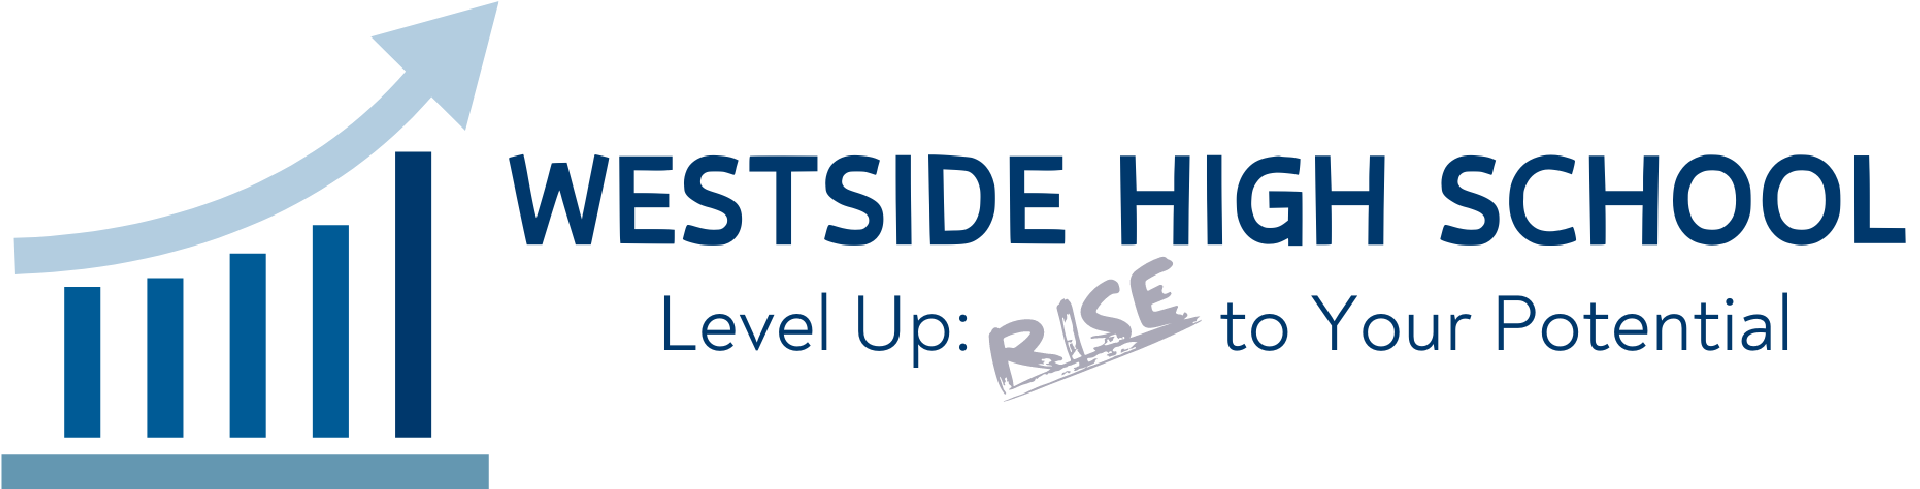 WESTSIDE HIGH SCHOOL
Level Up: RISE to Your Potential